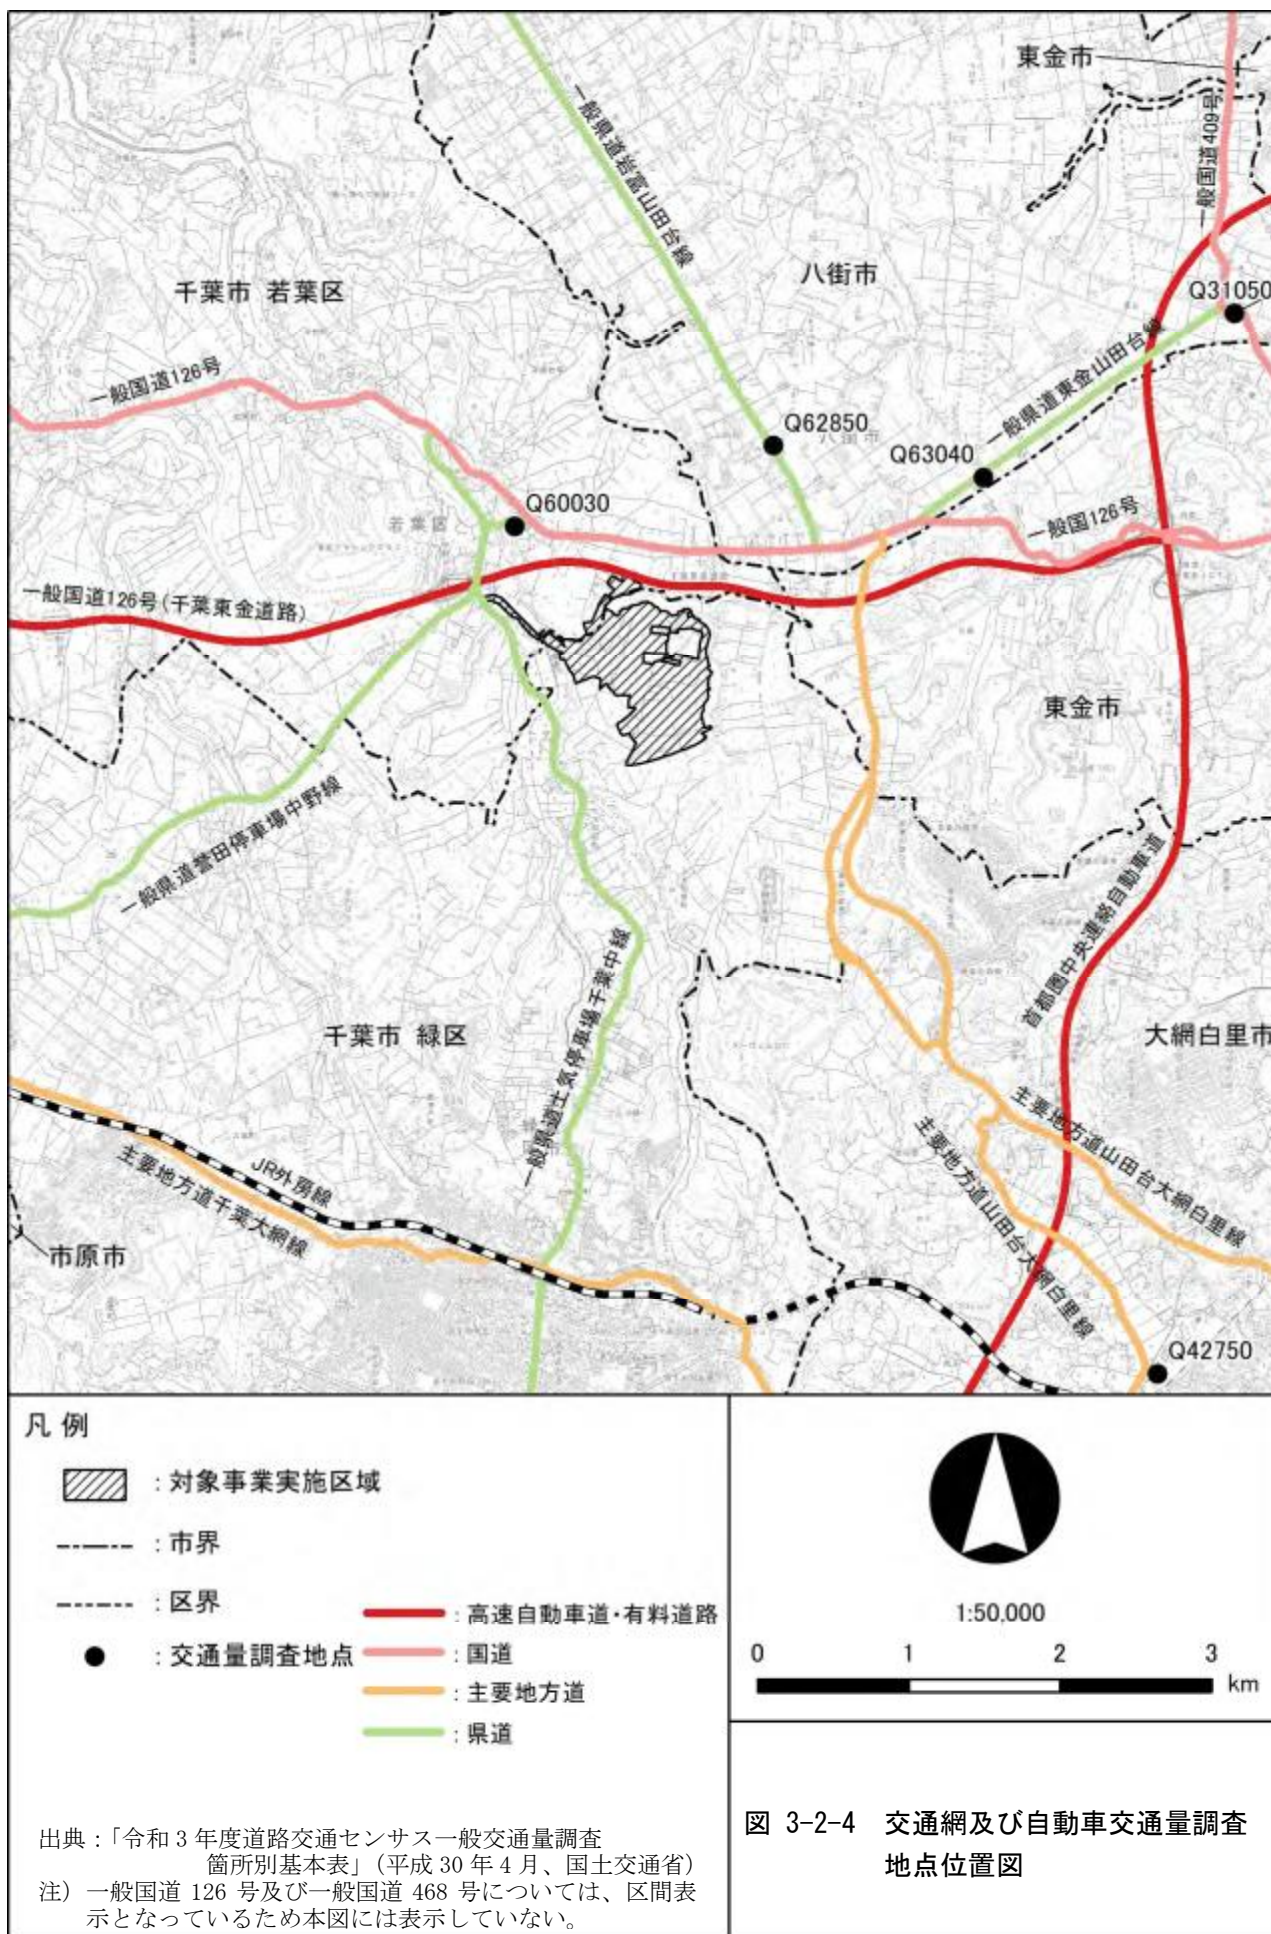 東金市
一般国道409号
一般県道岩富山田台線
八街市
千葉市 若葉区
Q31050
一般国道126号
一般県道東金山田台線
Q62850
八街市
Q63040
Q60030
若葉区
一般国126号
一般国道126号(千葉東金道路)
東金市
一般県道誉田停車場中野線
首都圏中央連絡自動車道
一般県道土気停車場千葉中線
千葉市 緑区
大網白里市
主要地方道山田台大網白里線
主要地方道山田台大網白里線
JR外房線
主要地方道千葉大網線
市原市
Q42750
凡 例
：対象事業実施区域
：市界
：区界
：交通量調査地点
：高速自動車道・有料道路
：国道
：主要地方道
：県道
1:50,000
0 1 2 3
km
出典：「令和 3 年度道路交通センサス一般交通量調査
箇所別基本表」（平成 30 年 4 月、国土交通省）
注）一般国道 126 号及び一般国道 468 号については、区間表
示となっているため本図には表示していない。
図 3-2-4 交通網及び自動車交通量調査
地点位置図